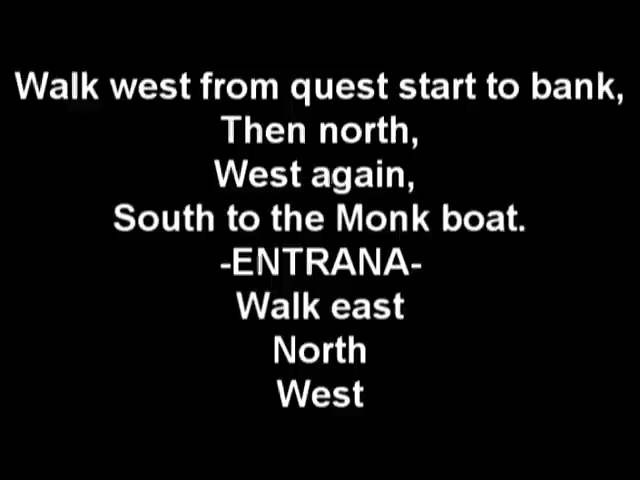 Walk west from quest start to bank,
Then north,
West again,
South to the Monk boat.
-ENTRANA-
Walk east
North
West